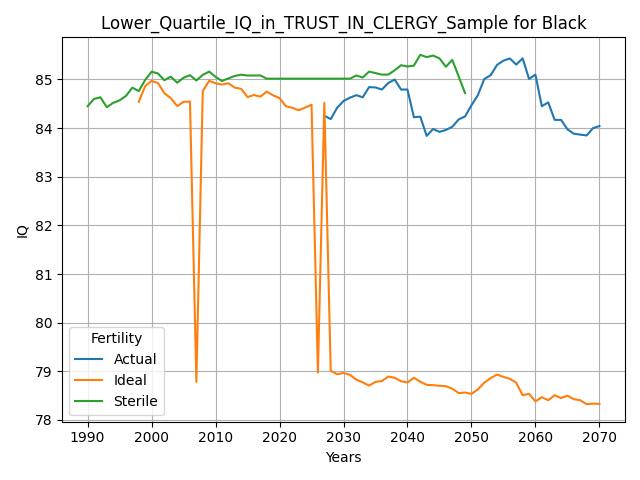 Lower_Quartile_IQ_in_TRUST_IN_CLERGY_Sample for Black
IQ
85
84
83
82
81
80
79
78
Fertility
Actual
Ideal
Sterile
1990 2000 2010 2020 2030 2040 2050 2060 2070
Years